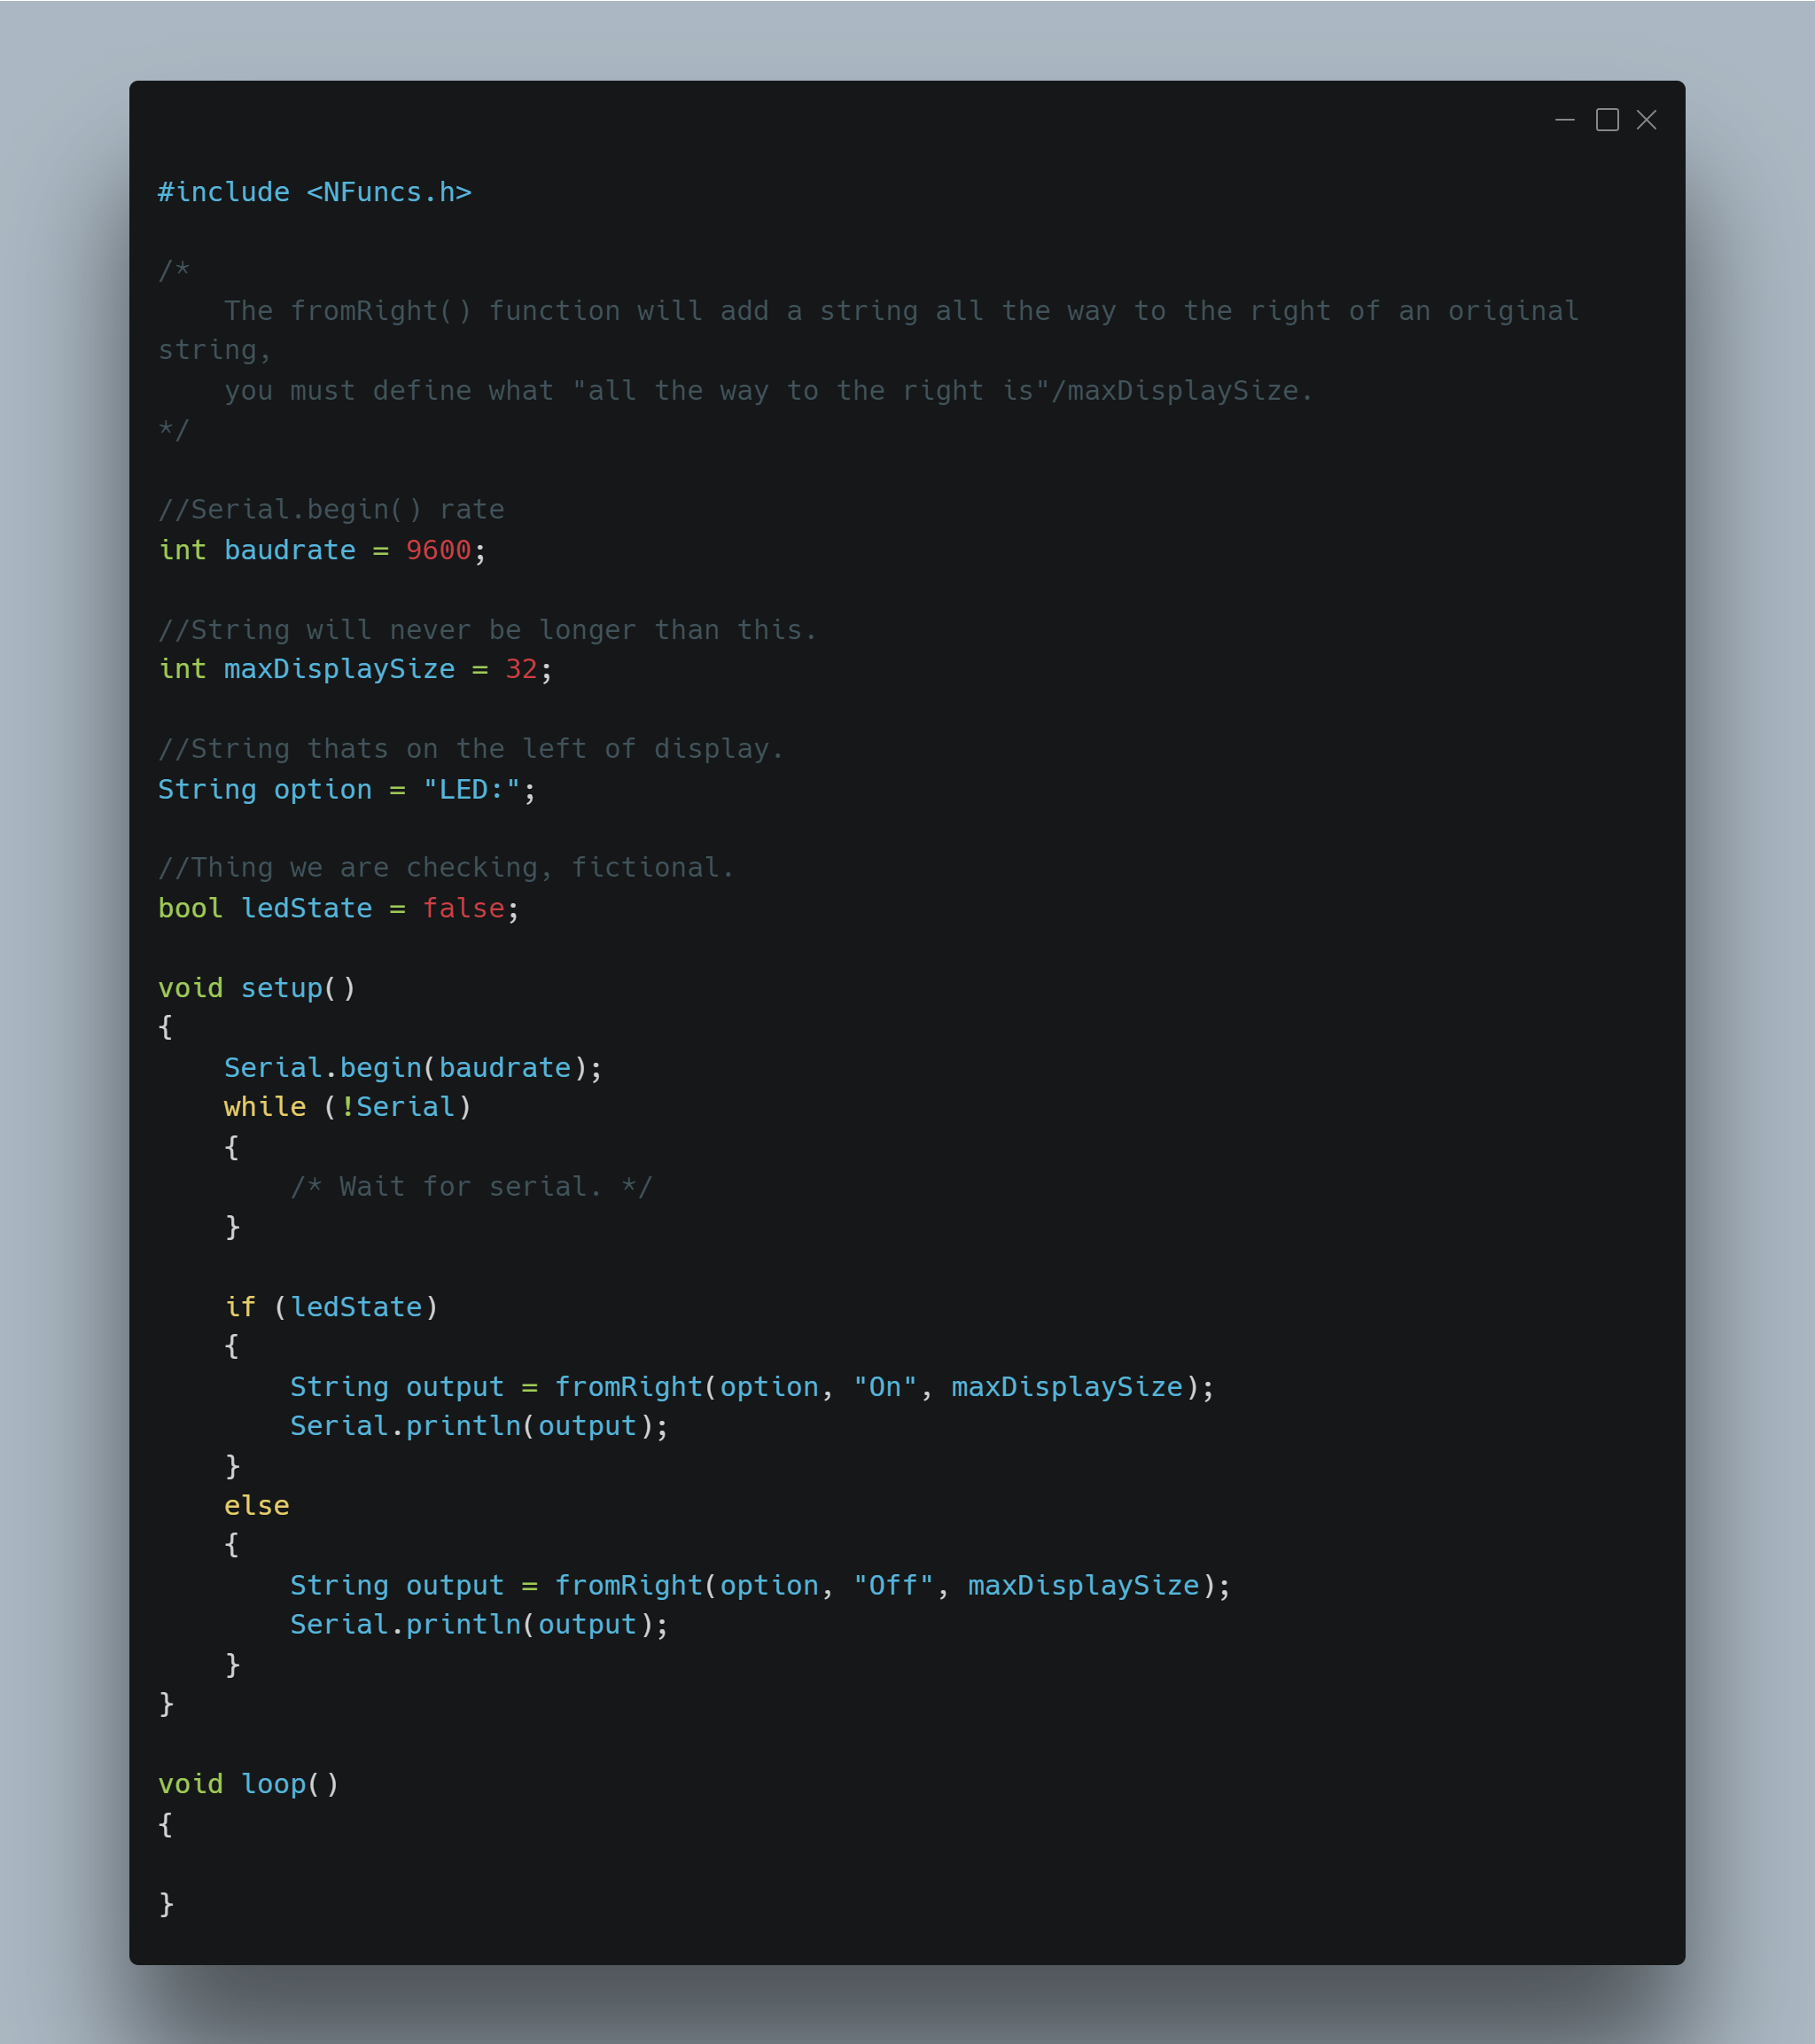 #include <NFuncs.h>

/*
    The fromRight() function will add a string all the way to the right of an original
string,
    you must define what "all the way to the right is"/maxDisplaySize.
*/

//Serial.begin() rate
int baudrate = 9600;

//String will never be longer than this.
int maxDisplaySize = 32;

//String thats on the left of display.
String option = "LED:";

//Thing we are checking, fictional.
bool ledState = false;

void setup()
{
    Serial.begin(baudrate);
    while (!Serial)
    {
        /* Wait for serial. */
    }

    if (ledState)
    {
        String output = fromRight(option, "On", maxDisplaySize);
        Serial.println(output);
    }
    else
    {
        String output = fromRight(option, "Off", maxDisplaySize);
        Serial.println(output);
    }
}

void loop()
{

}